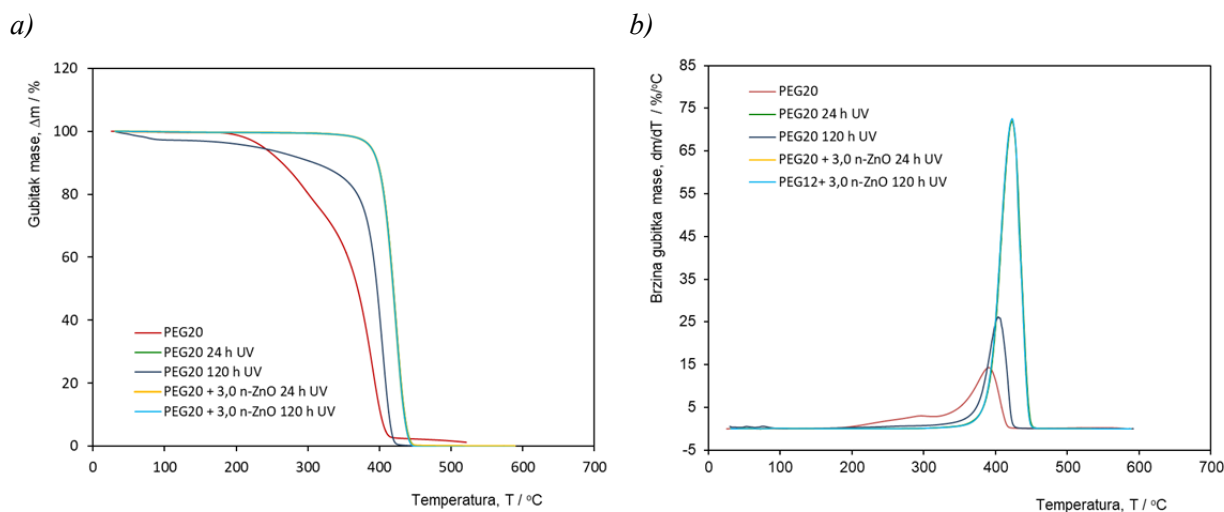 a)
Gubitak mase, Δm / %
120
100
80
60
40
20
0
PEG20
PEG20 24 h UV
PEG20 120 h UV
PEG20 + 3,0 n-ZnO 24 h UV
PEG20 + 3,0 n-ZnO 120 h UV
0 100 200 300 400 500 600 700
Temperatura, T / °C
b)
Brzina gubitka mase, dm/dT / %/°C
85
75
65
55
45
35
25
15
5
-5
PEG20
PEG20 24 h UV
PEG20 120 h UV
PEG20 + 3,0 n-ZnO 24 h UV
PEG12+ 3,0 n-ZnO 120 h UV
0 100 200 300 400 500 600 700
Temperatura, T / °C